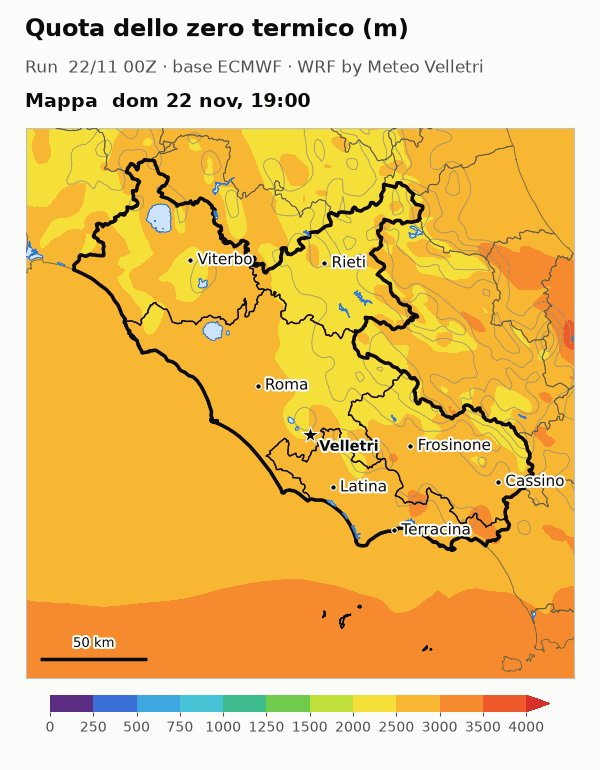 Quota dello zero termico (m)
Run  22/11 00Z · base ECMWF · WRF by Meteo Velletri
Mappa  dom 22 nov, 19:00
Viterbo
Rieti
Roma
Velletri
Frosinone
Cassino
Latina
Terracina
50 km
0 250 500 750 1000 1250 1500 2000 2500 3000 3500 4000